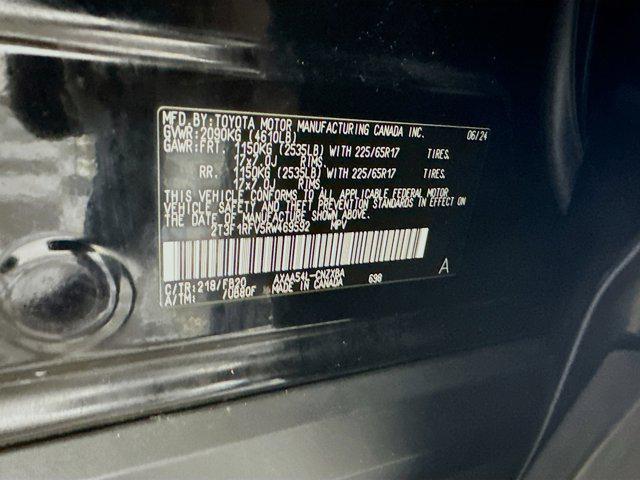 MFD. BY: TOYOTA MOTOR MANUFACTURING CANADA INC. 06/24
GVWR: 2090KG (4610LB)
GAWR: FRT. 1150KG (2535LB) WITH 225/65R17 TIRES,
17x7.0J RIMS,
RR. 1150KG (2535LB) WITH 225/65R17 TIRES,
17x7.0J RIMS,
THIS VEHICLE CONFORMS TO ALL APPLICABLE FEDERAL MOTOR
VEHICLE SAFETY AND THEFT PREVENTION STANDARDS IN EFFECT ON
THE DATE OF MANUFACTURE SHOWN ABOVE.
2T3F1RFV5RW469592 MPV
C/TR: 218/FB20 AXAA54L-CNZXBA 698 A
A/TM: /0B80F MADE IN CANADA